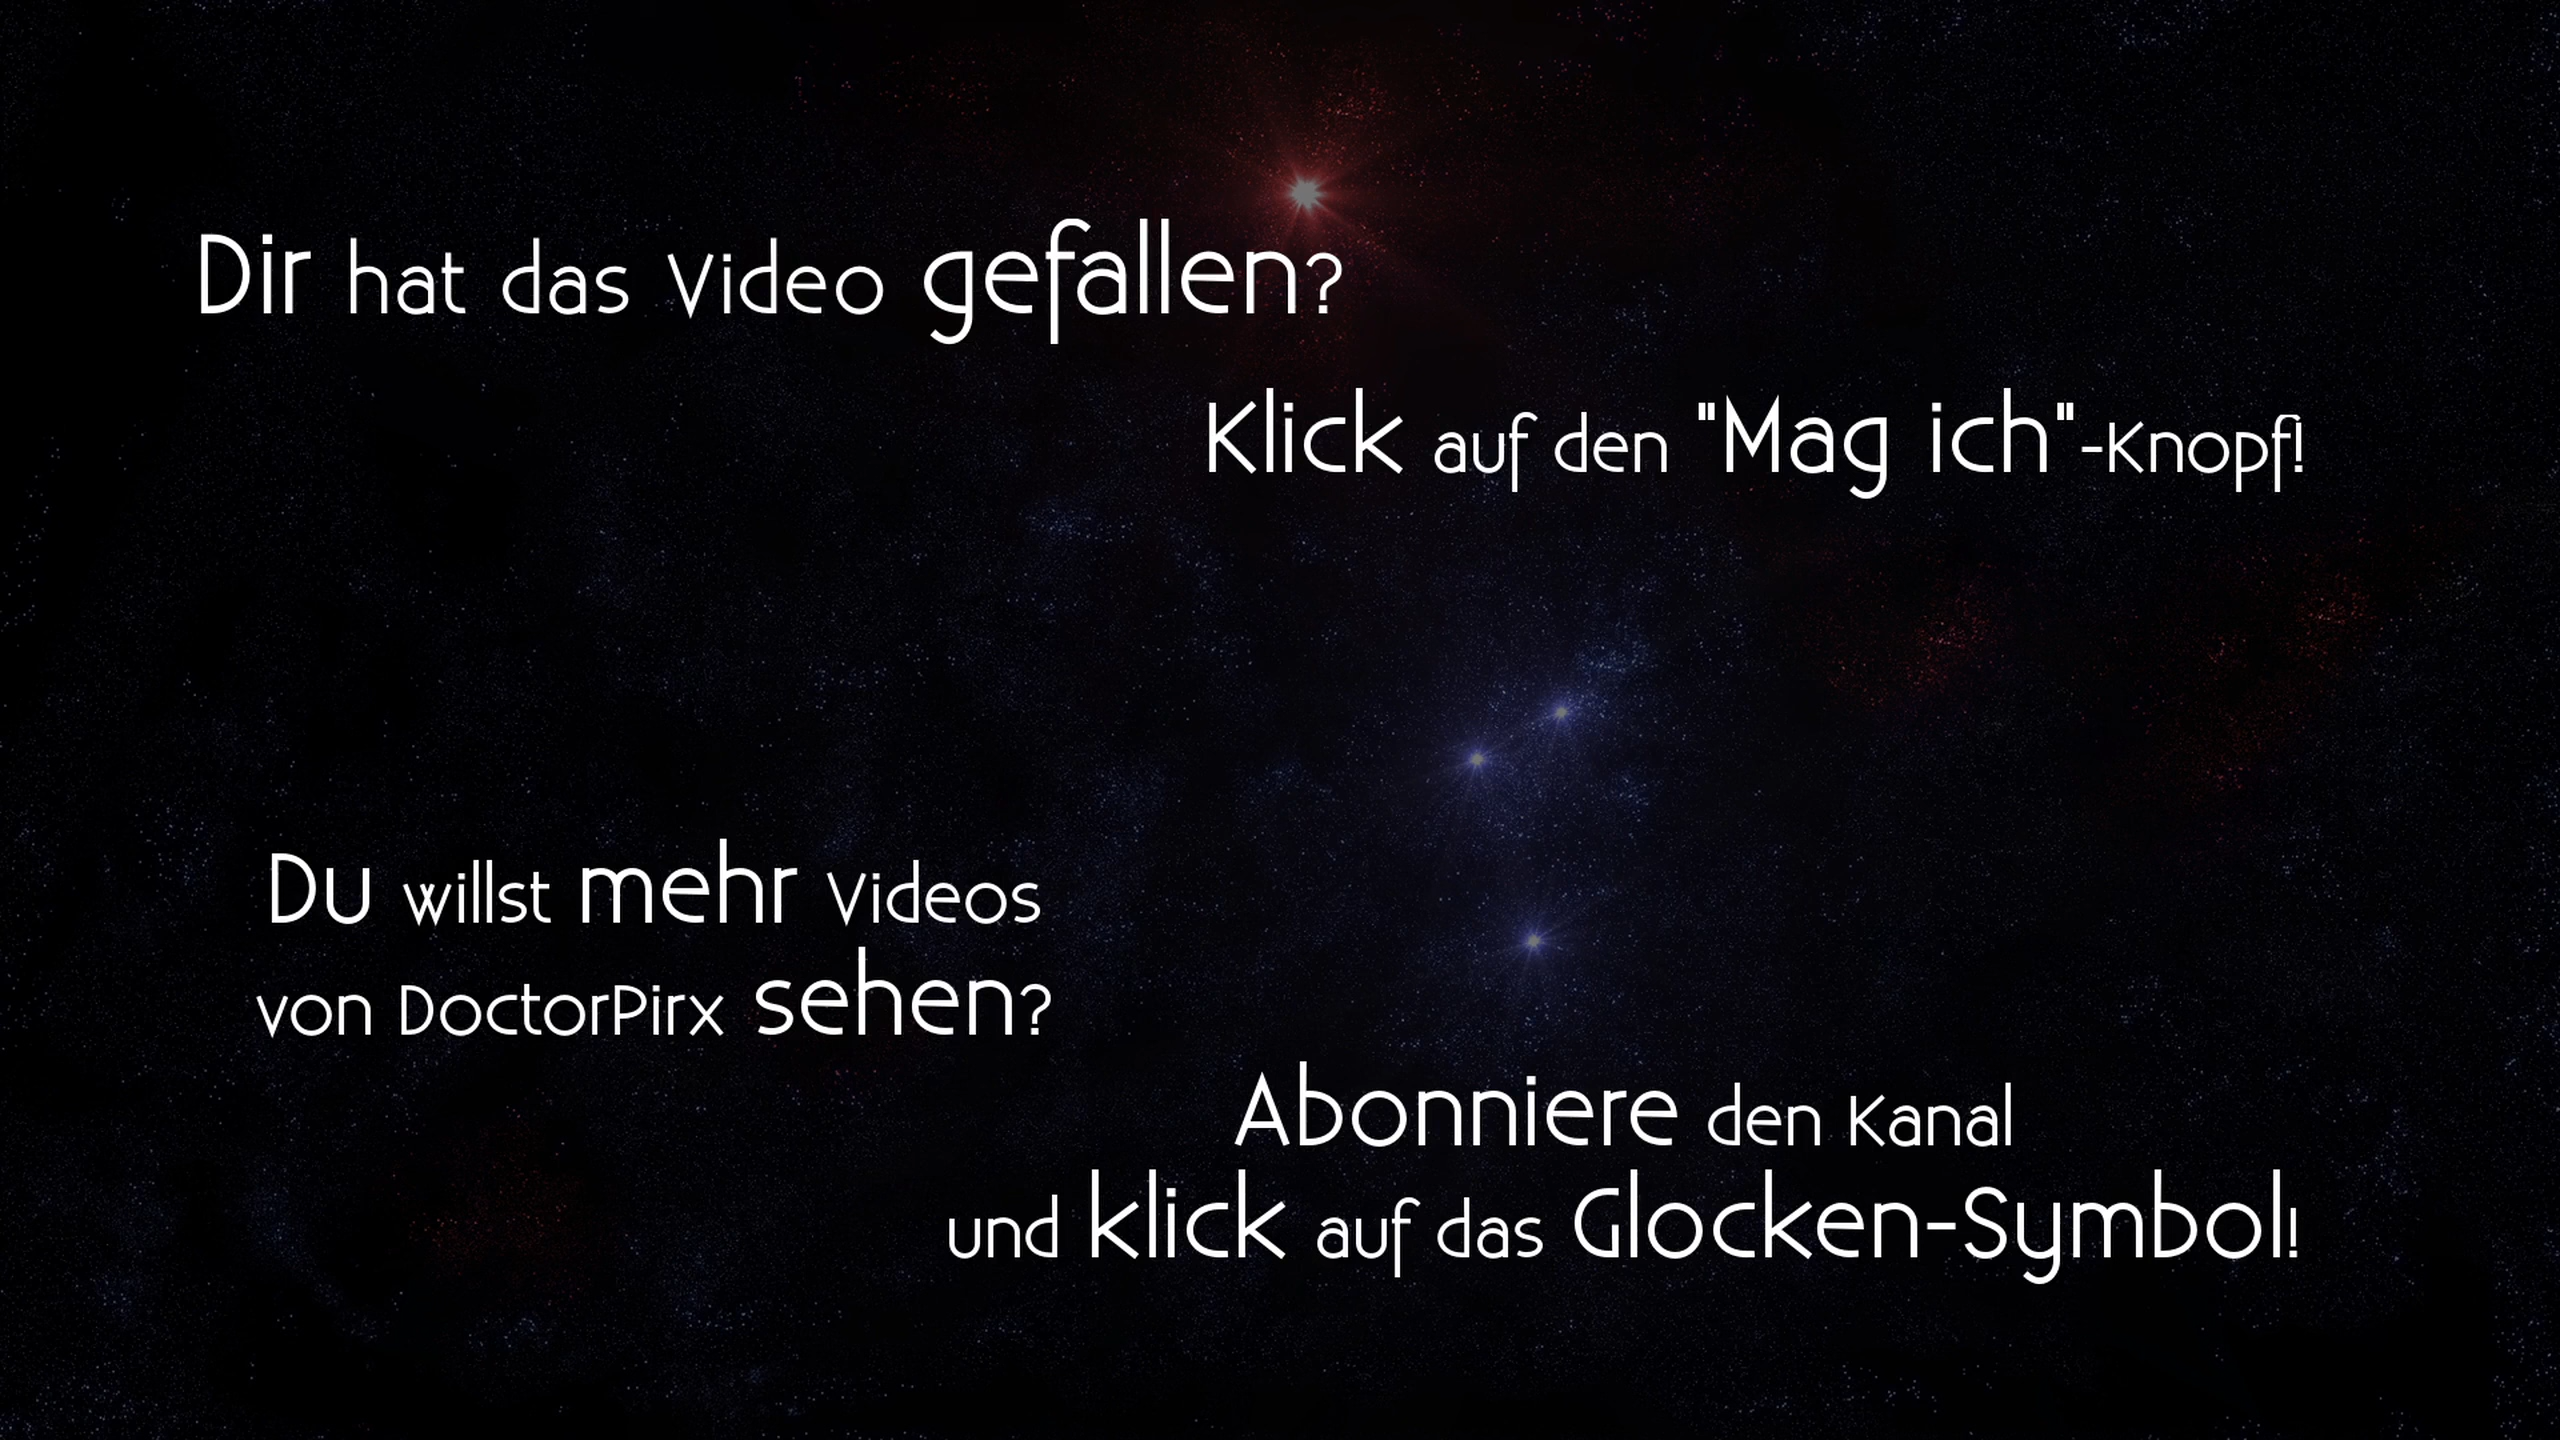 Dir hat das Video gefallen?
Klick auf den "Mag ich"-Knopf!
Du willst mehr Videos
von DoctorPirx sehen?
Abonniere den Kanal
und klick auf das Glocken-Symbol!